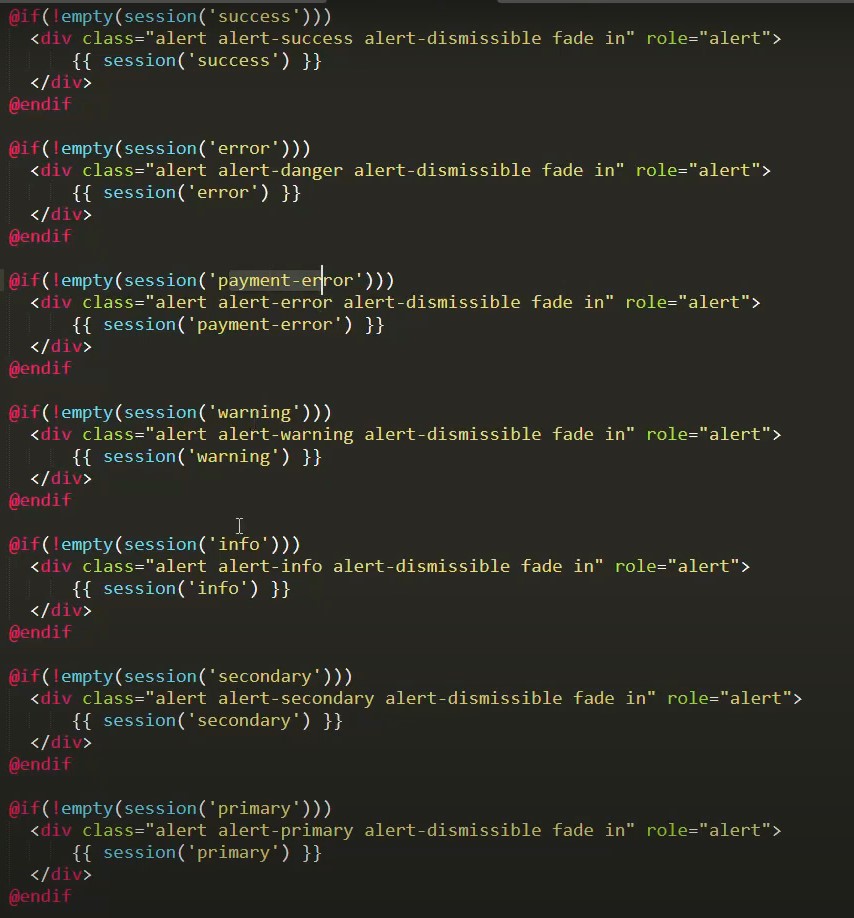 @if(!empty(session('success')))
<div class="alert alert-success alert-dismissible fade in" role="alert">
{{ session('success') }}
</div>
@endif
@if(!empty(session('error')))
<div class="alert alert-danger alert-dismissible fade in" role="alert">
{{ session('error') }}
</div>
@endif
@if(!empty(session('payment-error')))
<div class="alert alert-error alert-dismissible fade in" role="alert">
{{ session('payment-error') }}
</div>
@endif
@if(!empty(session('warning')))
<div class="alert alert-warning alert-dismissible fade in" role="alert">
{{ session('warning') }}
</div>
@endif
@if(!empty(session('info')))
<div class="alert alert-info alert-dismissible fade in" role="alert">
{{ session('info') }}
</div>
@endif
@if(!empty(session('secondary')))
<div class="alert alert-secondary alert-dismissible fade in" role="alert">
{{ session('secondary') }}
</div>
@endif
@if(!empty(session('primary')))
<div class="alert alert-primary alert-dismissible fade in" role="alert">
{{ session('primary') }}
</div>
@endif